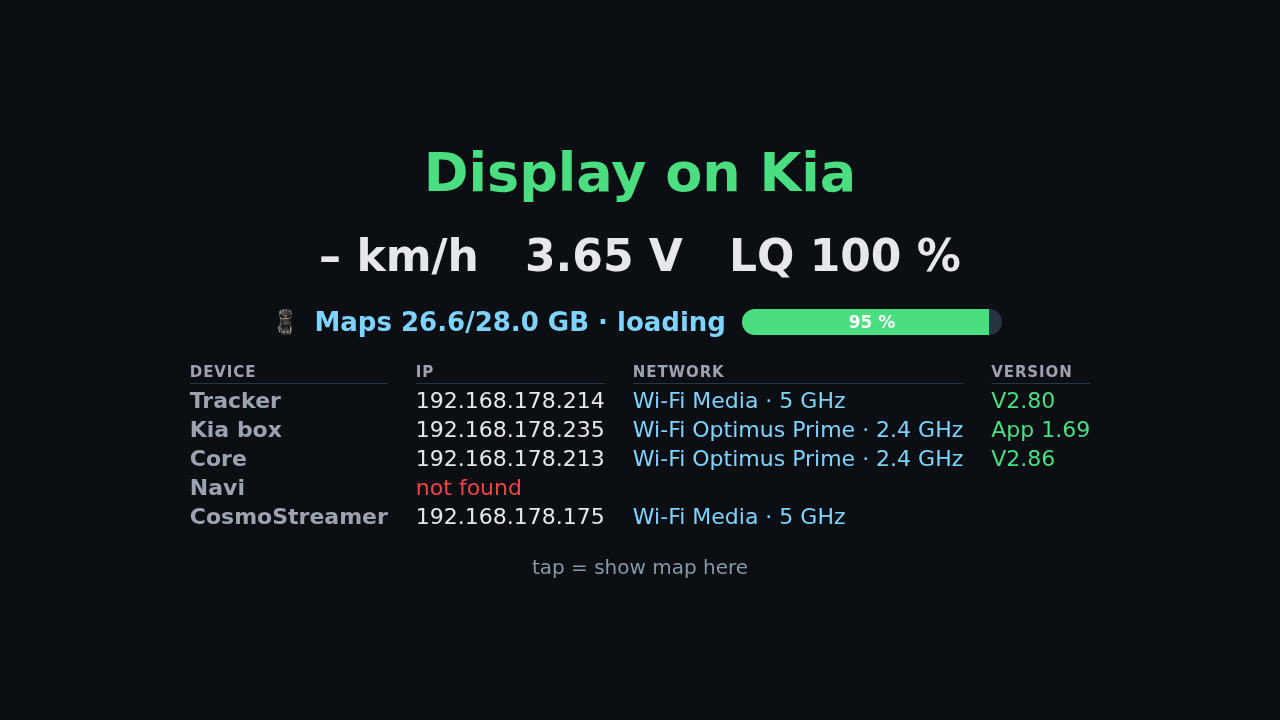 Display on Kia
– km/h 3.65 V LQ 100 %
Maps 26.6/28.0 GB · loading 95 %
DEVICE IP NETWORK VERSION
Tracker 192.168.178.214 Wi-Fi Media · 5 GHz V2.80
Kia box 192.168.178.235 Wi-Fi Optimus Prime · 2.4 GHz App 1.69
Core 192.168.178.213 Wi-Fi Optimus Prime · 2.4 GHz V2.86
Navi not found
CosmoStreamer 192.168.178.175 Wi-Fi Media · 5 GHz
tap = show map here